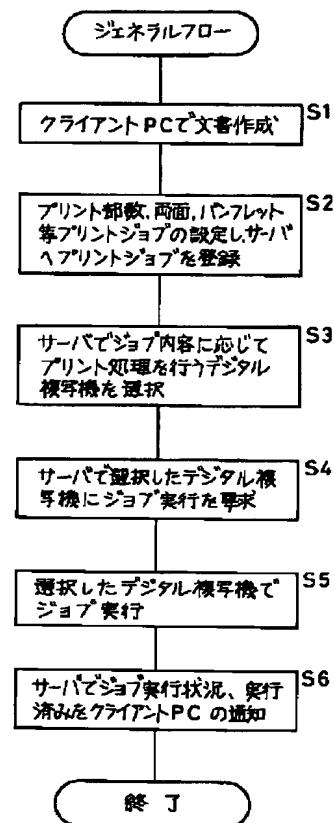 ジェネラルフロー
S1
クライアントPCで文書作成
S2
プリント部数,両面,パンフレット
等プリントジョブの設定し,サーバ
へプリントジョブを登録
S3
サーバでジョブ内容に応じて
プリント処理を行うデジタル
複写機を選択
S4
サーバで選択したデジタル複
写機にジョブ実行を要求
S5
選択したデジタル複写機で
ジョブ実行
S6
サーバでジョブ実行状況、実行
済みをクライアントPCの通知
終了